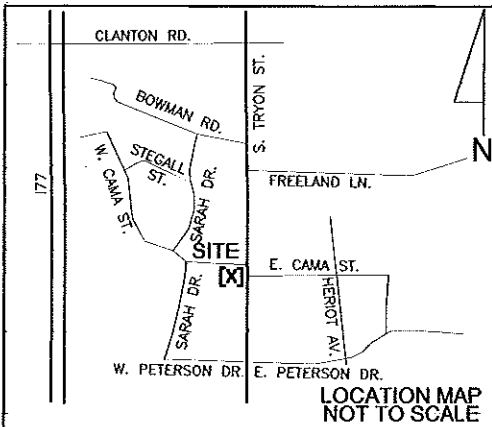 CLANTON RD.
S. TRYON ST.
BOWMAN RD.
N
STEGALL
ST.
W. CAMA ST.
I77
FREELAND LN.
SARAH DR.
SITE
[X]
E. CAMA ST.
SARAH DR.
HERIOT AV.
W. PETERSON DR.
E. PETERSON DR.
LOCATION MAP
NOT TO SCALE